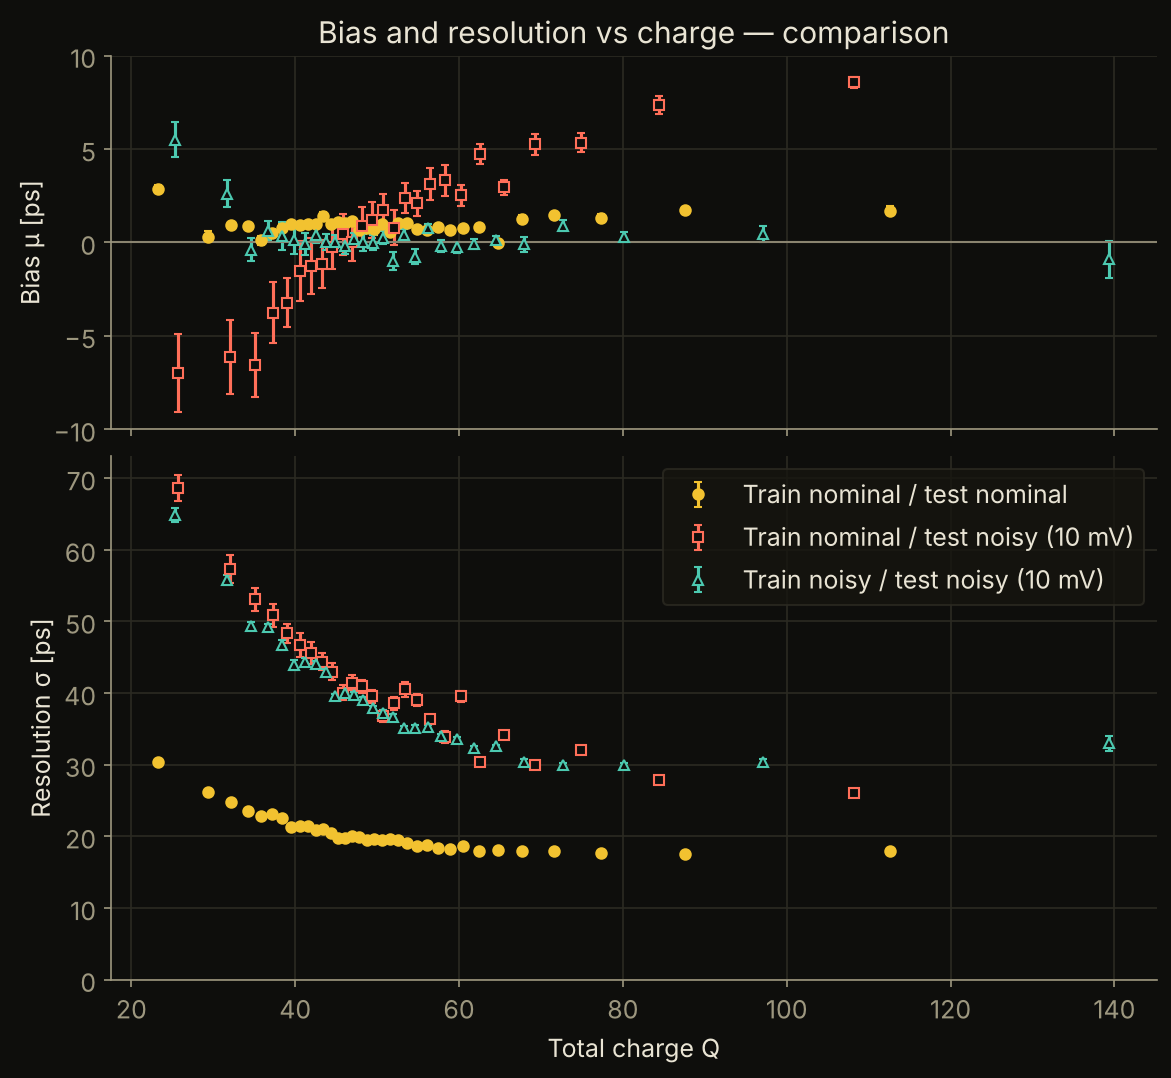 Bias and resolution vs charge — comparison
10
5
0
−5
−10
Bias μ [ps]
70
60
50
40
30
20
10
0
Resolution σ [ps]
Train nominal / test nominal
Train nominal / test noisy (10 mV)
Train noisy / test noisy (10 mV)
20 40 60 80 100 120 140
Total charge Q